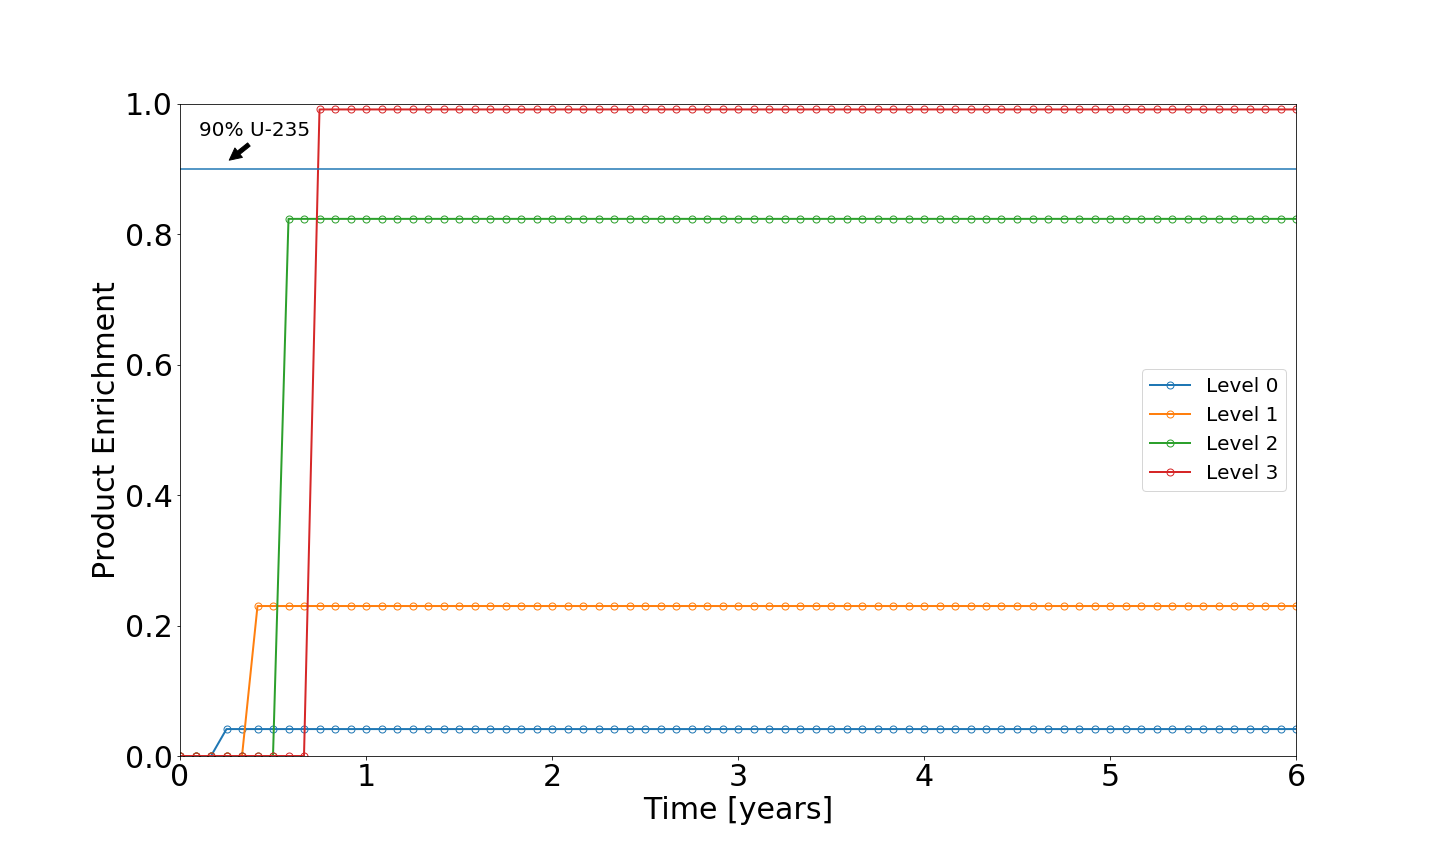 1.0
90% U-235
0.8
0.6
0.4
0.2
0.0
Product Enrichment
Level 0
Level 1
Level 2
Level 3
0 1 2 3 4 5 6
Time [years]